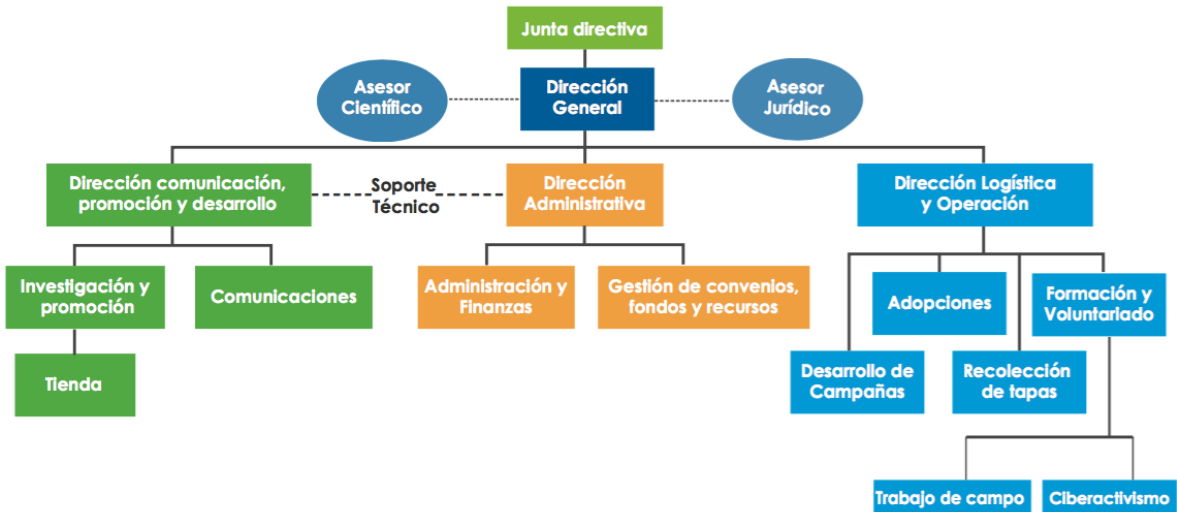 Junta directiva
Asesor
Científico
Dirección
General
Asesor
Jurídico
Dirección comunicación,
promoción y desarrollo
Soporte
Técnico
Dirección
Administrativa
Dirección Logística
y Operación
Investigación y
promoción
Comunicaciones
Administración y
Finanzas
Gestión de convenios,
fondos y recursos
Adopciones
Formación y
Voluntariado
Tienda
Desarrollo de
Campañas
Recolección
de tapas
Trabajo de campo
Ciberactivismo